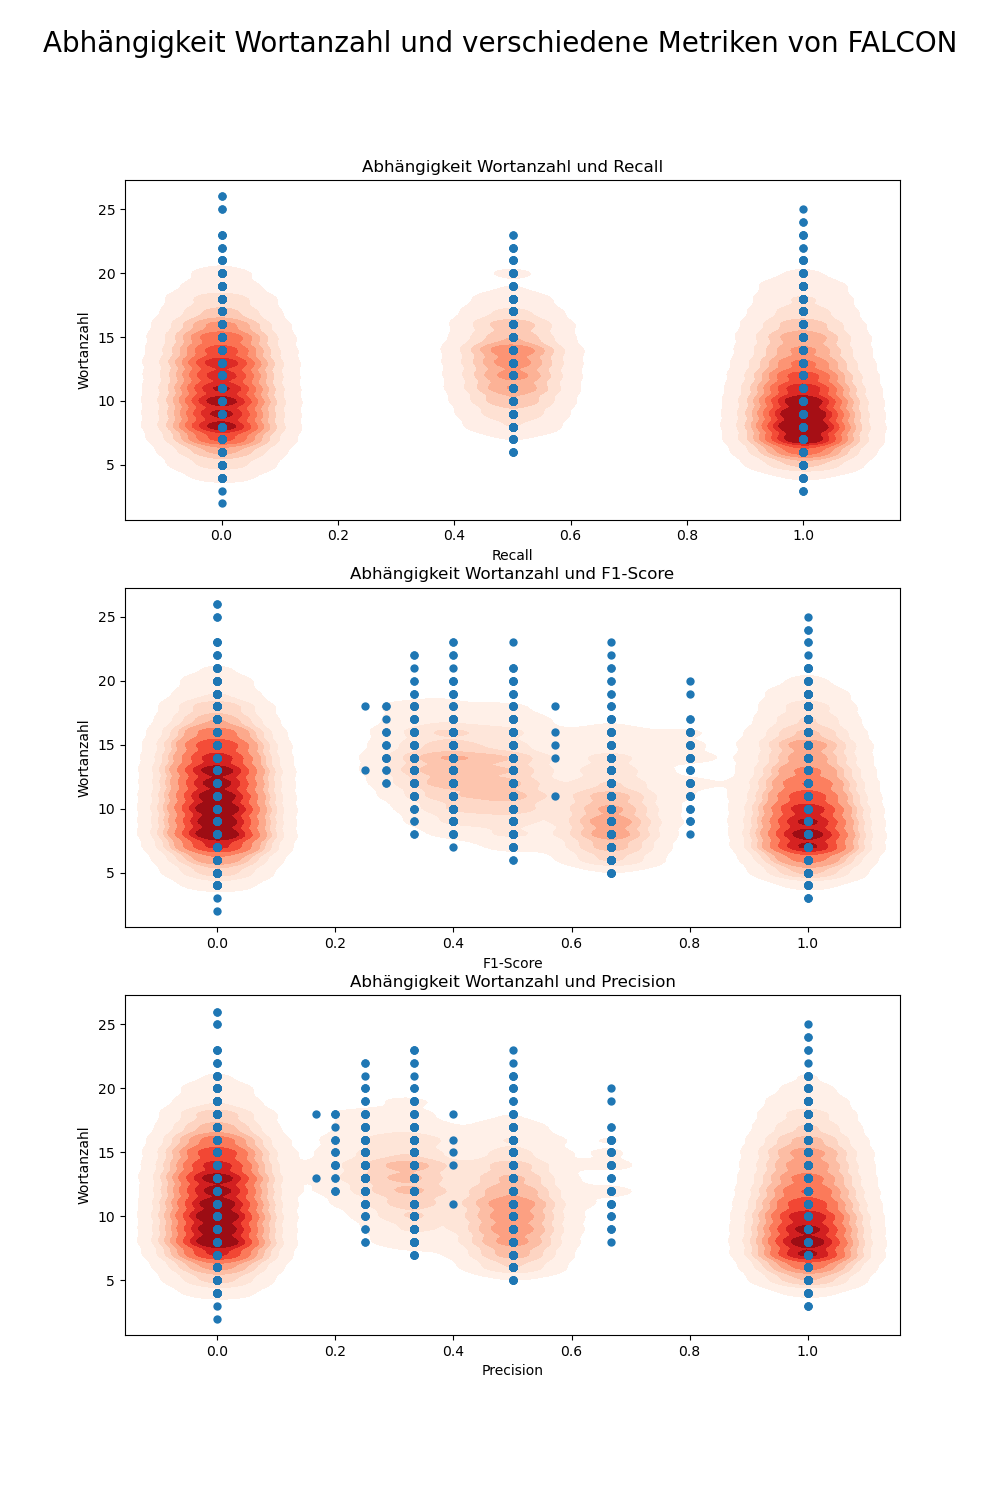 Abhängigkeit Wortanzahl und verschiedene Metriken von FALCON
Abhängigkeit Wortanzahl und Recall
Wortanzahl
25
20
15
10
5
0.0 0.2 0.4 0.6 0.8 1.0
Recall
Abhängigkeit Wortanzahl und F1-Score
Wortanzahl
25
20
15
10
5
0.0 0.2 0.4 0.6 0.8 1.0
F1-Score
Abhängigkeit Wortanzahl und Precision
Wortanzahl
25
20
15
10
5
0.0 0.2 0.4 0.6 0.8 1.0
Precision